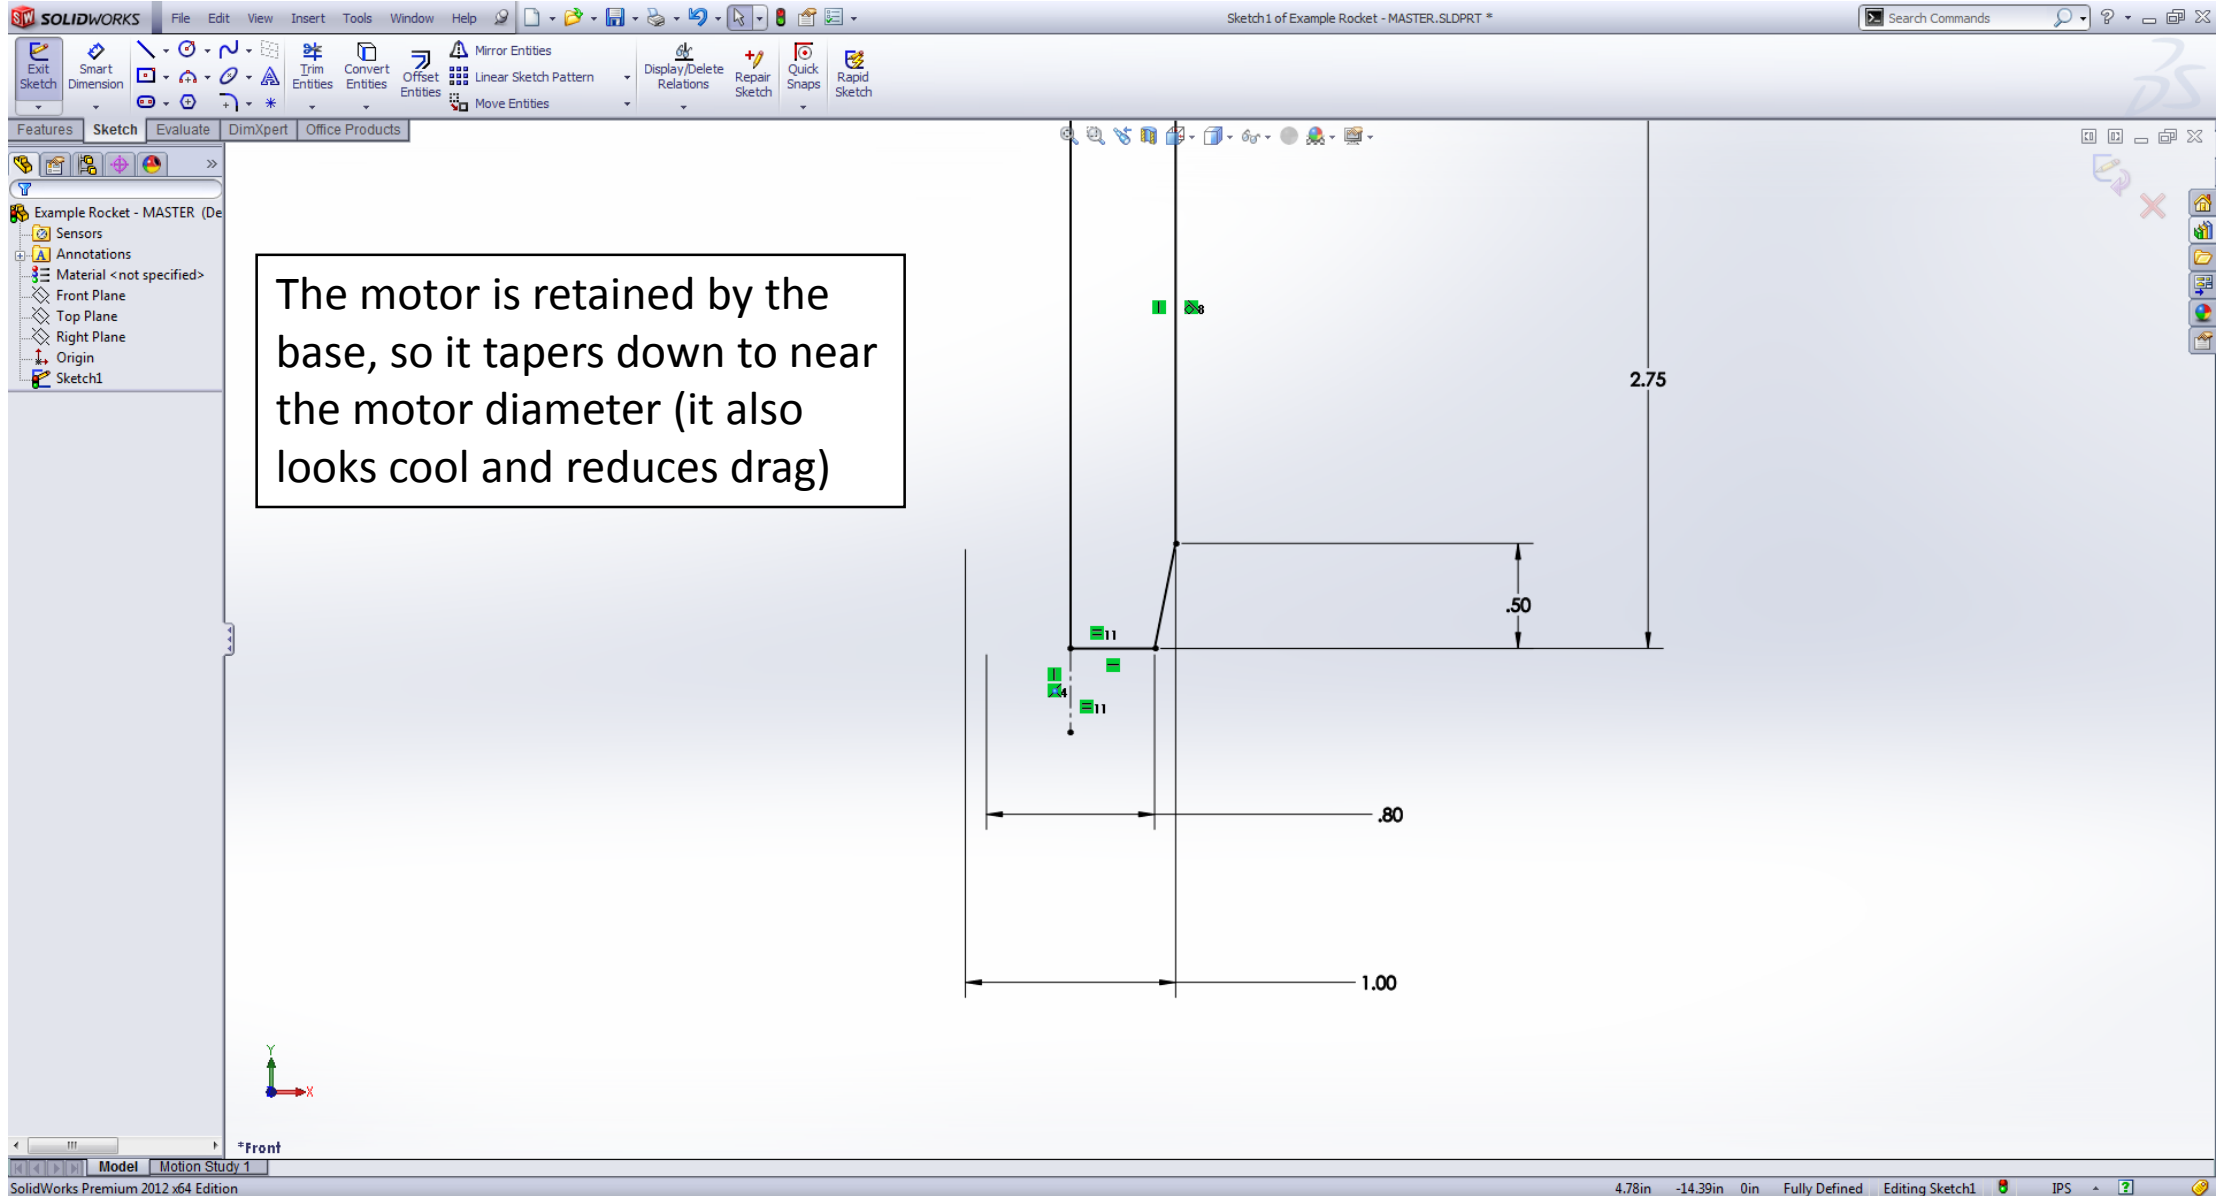 SOLIDWORKS File Edit View Insert Tools Window Help
Sketch1 of Example Rocket - MASTER.SLDPRT *
Search Commands
Exit Sketch
Smart Dimension
Trim Entities
Convert Entities
Offset Entities
Mirror Entities
Linear Sketch Pattern
Move Entities
Display/Delete Relations
Repair Sketch
Quick Snaps
Rapid Sketch
Features Sketch Evaluate DimXpert Office Products
Example Rocket - MASTER (De
Sensors
Annotations
Material <not specified>
Front Plane
Top Plane
Right Plane
Origin
Sketch1
The motor is retained by the
base, so it tapers down to near
the motor diameter (it also
looks cool and reduces drag)
8
2.75
.50
11
4
11
.80
1.00
Y
X
*Front
Model Motion Study 1
SolidWorks Premium 2012 x64 Edition
4.78in -14.39in 0in Fully Defined Editing Sketch1 IPS